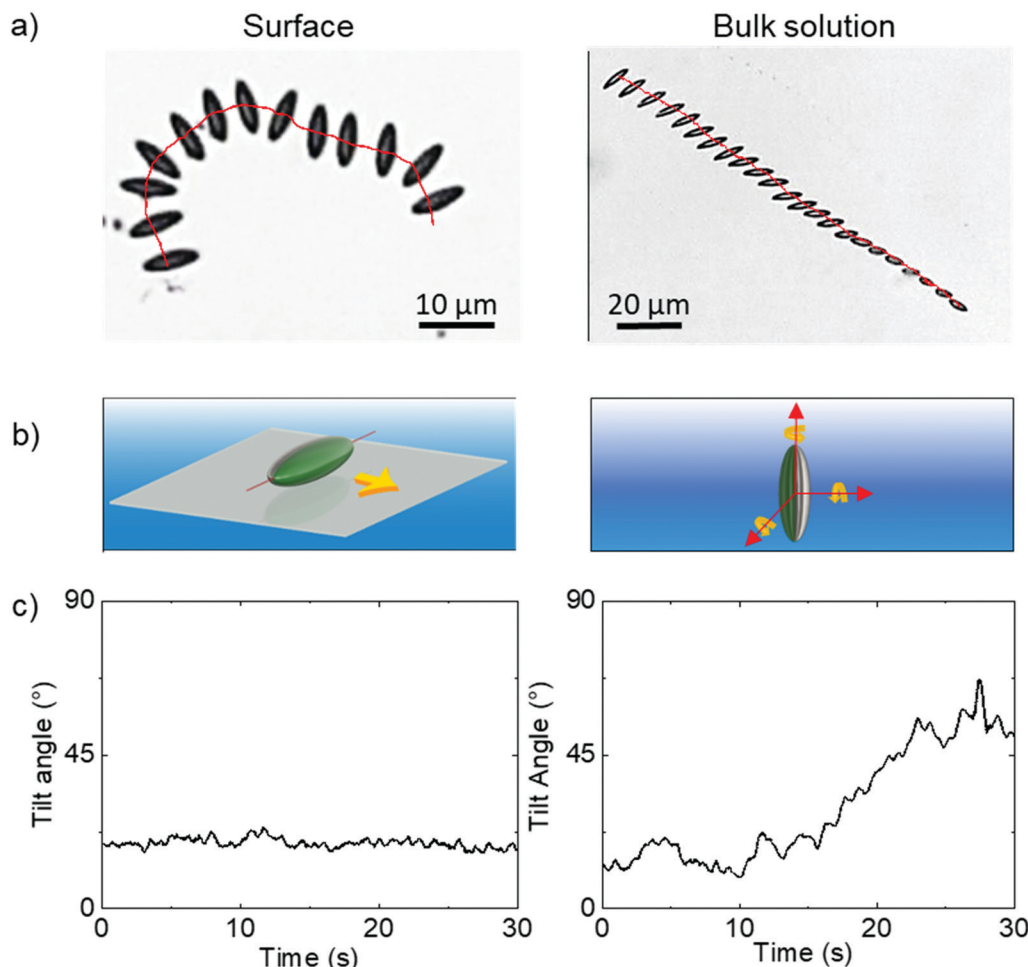 a)
Surface
Bulk solution
10 µm
20 µm
b)
c)
90
45
0
Tilt angle (°)
0
10
20
30
Time (s)
90
45
0
Tilt Angle (°)
0
10
20
30
Time (s)